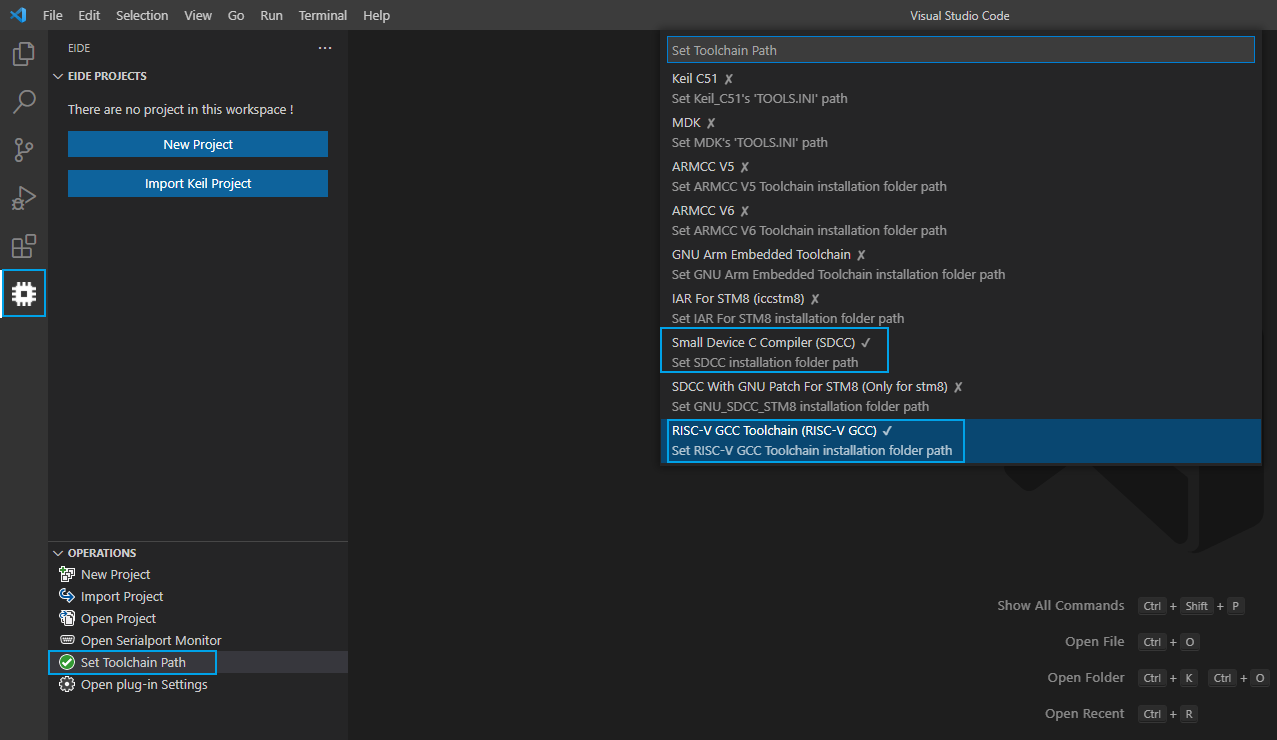 File Edit Selection View Go Run Terminal Help
Visual Studio Code
EIDE ...
EIDE PROJECTS
There are no project in this workspace !
New Project
Import Keil Project
OPERATIONS
New Project
Import Project
Open Project
Open Serialport Monitor
Set Toolchain Path
Open plug-in Settings
Set Toolchain Path
Keil C51 ✗
Set Keil_C51's 'TOOLS.INI' path
MDK ✗
Set MDK's 'TOOLS.INI' path
ARMCC V5 ✗
Set ARMCC V5 Toolchain installation folder path
ARMCC V6 ✗
Set ARMCC V6 Toolchain installation folder path
GNU Arm Embedded Toolchain ✗
Set GNU Arm Embedded Toolchain installation folder path
IAR For STM8 (iccstm8) ✗
Set IAR For STM8 installation folder path
Small Device C Compiler (SDCC) ✓
Set SDCC installation folder path
SDCC With GNU Patch For STM8 (Only for stm8) ✗
Set GNU_SDCC_STM8 installation folder path
RISC-V GCC Toolchain (RISC-V GCC) ✓
Set RISC-V GCC Toolchain installation folder path
Show All Commands Ctrl + Shift + P
Open File Ctrl + O
Open Folder Ctrl + K Ctrl + O
Open Recent Ctrl + R